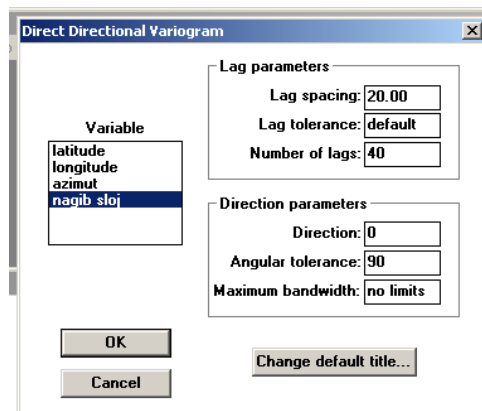 Direct Directional Variogram
Variable
latitude
longitude
azimut
nagib sloj
Lag parameters
Lag spacing: 20.00
Lag tolerance: default
Number of lags: 40
Direction parameters
Direction: 0
Angular tolerance: 90
Maximum bandwidth: no limits
OK
Cancel
Change default title...